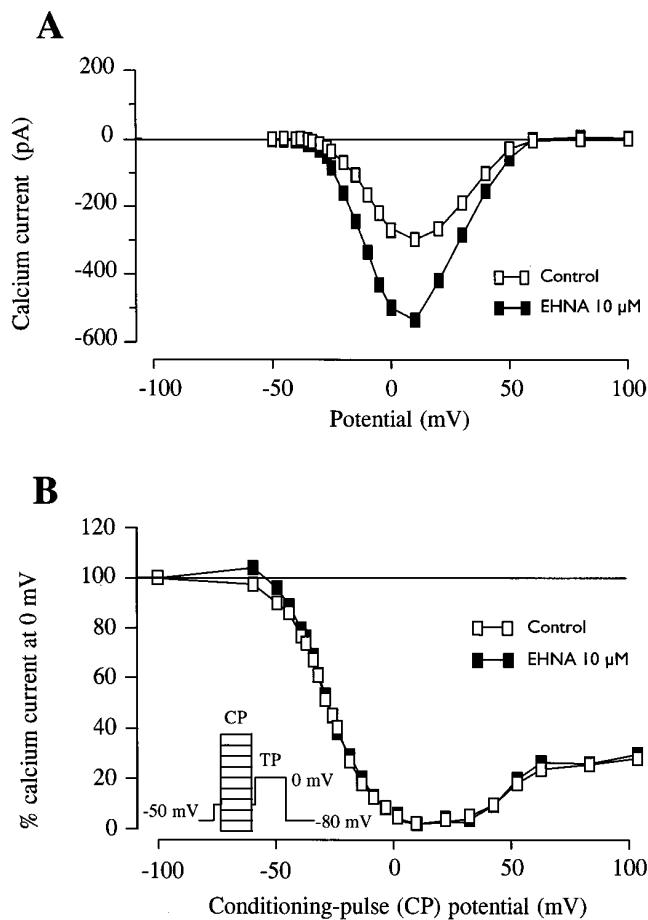 A
200
0
-200
-400
-600
Calcium current (pA)
Control
EHNA 10 µM
-100
-50
0
50
100
Potential (mV)
B
120
100
80
60
40
20
0
% calcium current at 0 mV
Control
EHNA 10 µM
CP
TP
0 mV
-50 mV
-80 mV
-100
-50
0
50
100
Conditioning-pulse (CP) potential (mV)